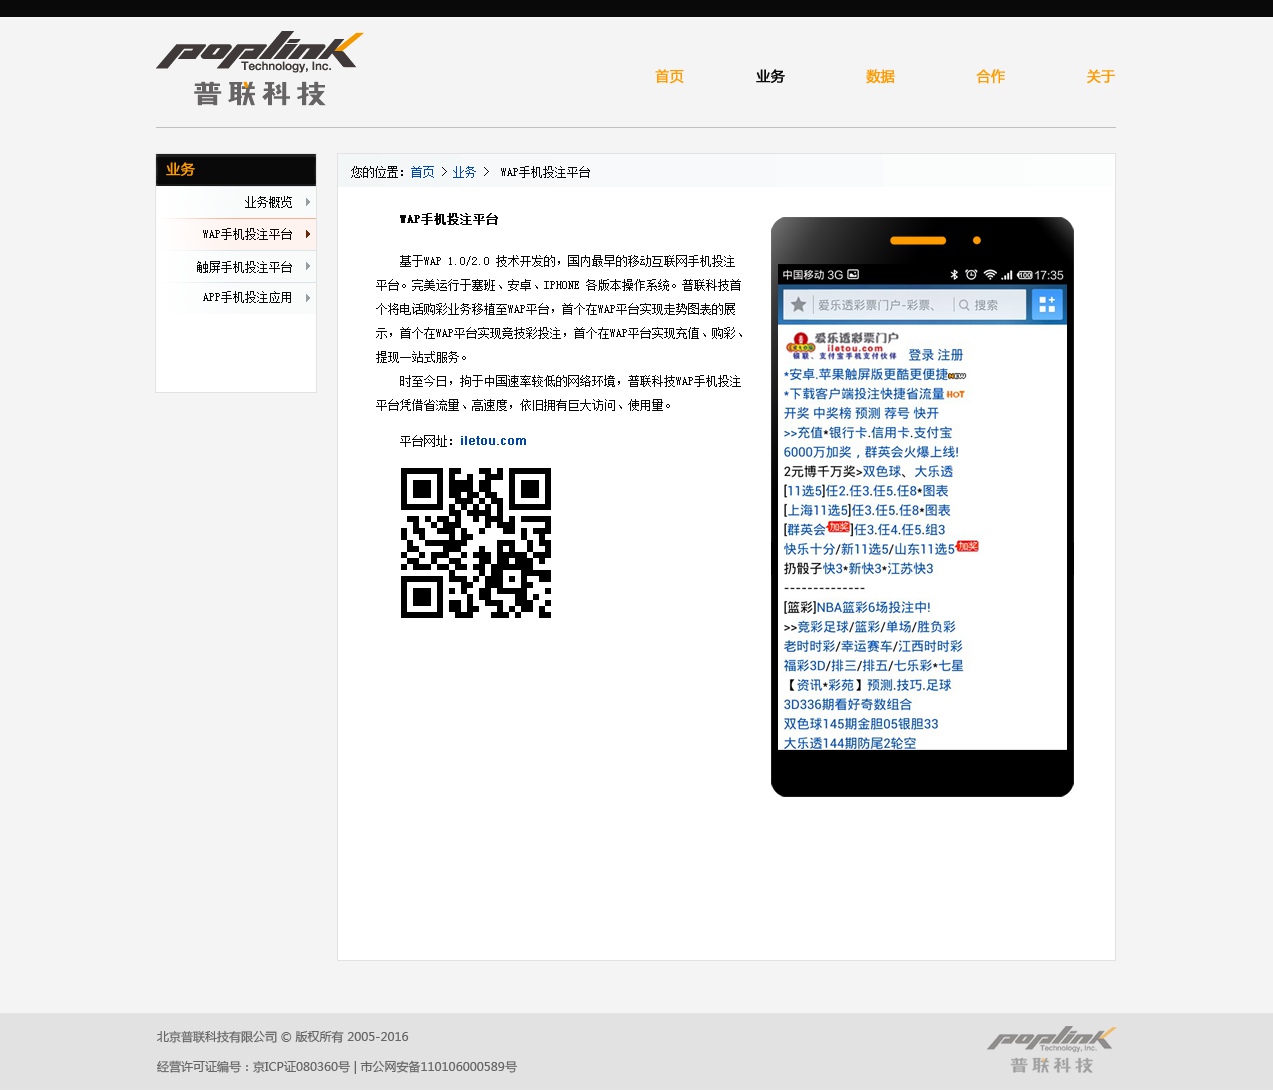 poplink
Technology, Inc.
普联科技
首页 业务 数据 合作 关于
业务
业务概览
WAP手机投注平台
触屏手机投注平台
APP手机投注应用
您的位置：首页 > 业务 > WAP手机投注平台
WAP手机投注平台
基于WAP 1.0/2.0 技术开发的，国内最早的移动互联网手机投注
平台。完美运行于塞班、安卓、IPHONE 各版本操作系统。普联科技首
个将电话购彩业务移植至WAP平台，首个在WAP平台实现走势图表的展
示，首个在WAP平台实现竞技彩投注，首个在WAP平台实现充值、购彩、
提现一站式服务。
时至今日，拘于中国速率较低的网络环境，普联科技WAP手机投注
平台凭借省流量、高速度，依旧拥有巨大访问、使用量。
平台网址：iletou.com
中国移动 3G 17:35
爱乐透彩票门户-彩票、 搜索
爱乐透彩票门户
iletou.com
银联、支付宝手机支付伙伴 登录 注册
*安卓.苹果触屏版更酷更便捷
*下载客户端投注快捷省流量HOT
开奖 中奖榜 预测 荐号 快开
>>充值*银行卡.信用卡.支付宝
6000万加奖，群英会火爆上线!
2元博千万奖>双色球、大乐透
[11选5]任2.任3.任5.任8*图表
[上海11选5]任3.任5.任8*图表
[群英会加奖]任3.任4.任5.组3
快乐十分/新11选5/山东11选5加奖
扔骰子快3*新快3*江苏快3
--------------
[篮彩]NBA篮彩6场投注中!
>>竞彩足球/篮彩/单场/胜负彩
老时时彩/幸运赛车/江西时时彩
福彩3D/排三/排五/七乐彩*七星
【资讯*彩苑】预测.技巧.足球
3D336期看好奇数组合
双色球145期金胆05银胆33
大乐透144期防尾2轮空
北京普联科技有限公司 © 版权所有 2005-2016
经营许可证编号：京ICP证080360号 | 市公网安备110106000589号
poplink
Technology, Inc.
普联科技